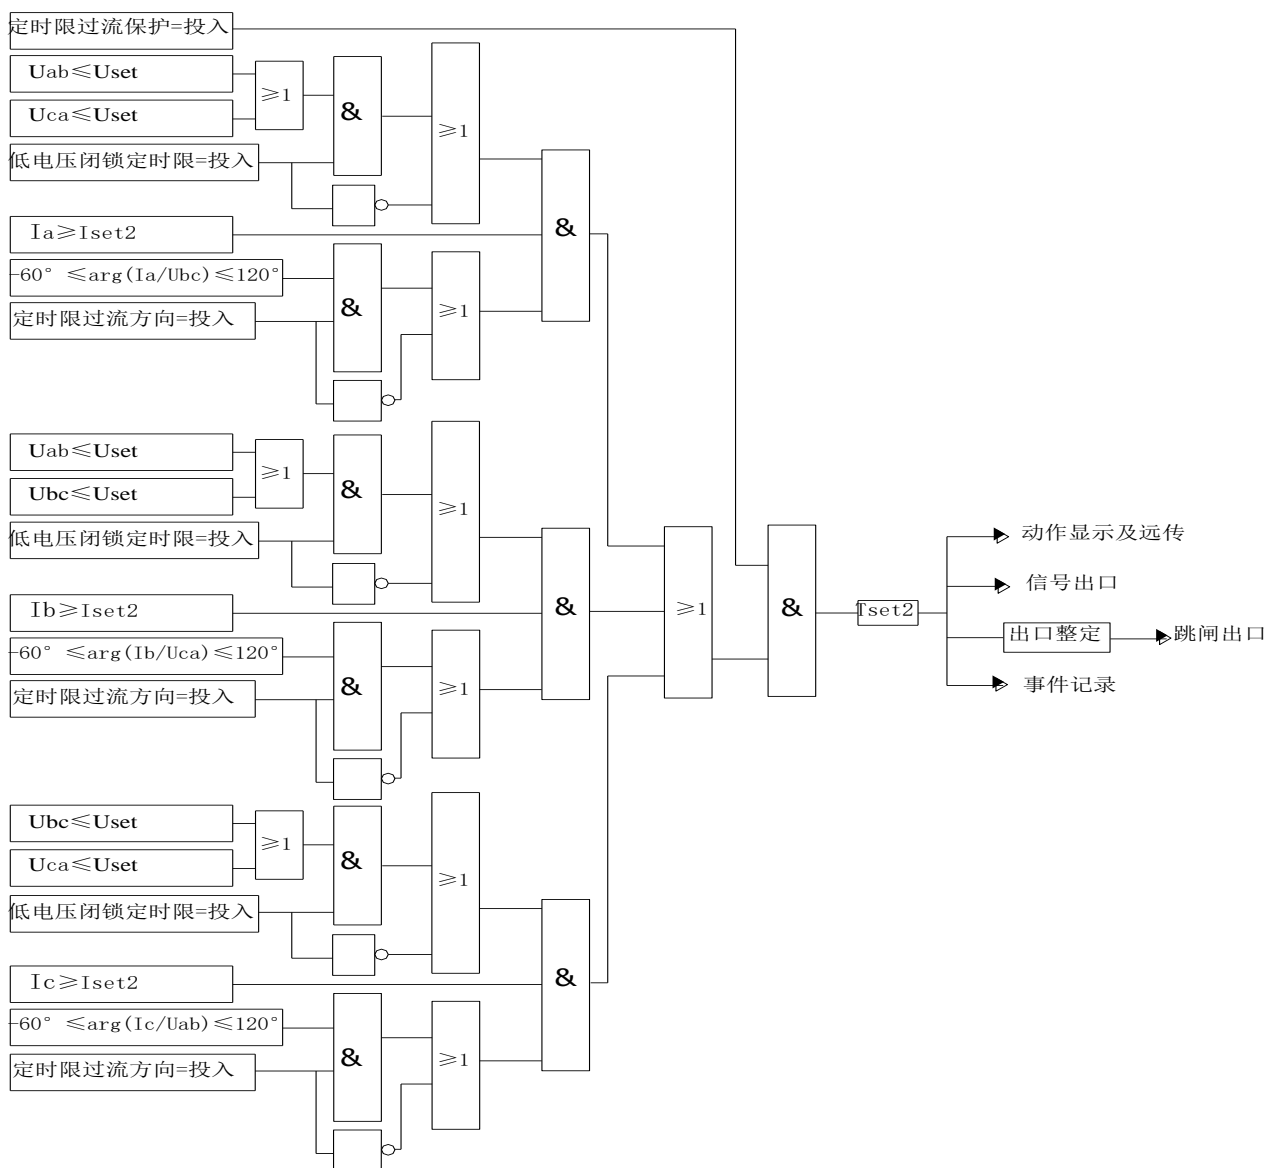 定时限过流保护=投入
Uab≤Uset
≥1
&
Uca≤Uset
≥1
低电压闭锁定时限=投入
Ia≥Iset2
&
-60° ≤arg(Ia/Ubc)≤120°
&
≥1
定时限过流方向=投入
Uab≤Uset
≥1
&
Ubc≤Uset
≥1
低电压闭锁定时限=投入
动作显示及远传
信号出口
Ib≥Iset2
&
≥1
&
Tset2
出口整定
跳闸出口
-60° ≤arg(Ib/Uca)≤120°
&
≥1
定时限过流方向=投入
事件记录
Ubc≤Uset
≥1
&
Uca≤Uset
≥1
低电压闭锁定时限=投入
Ic≥Iset2
&
-60° ≤arg(Ic/Uab)≤120°
&
≥1
定时限过流方向=投入